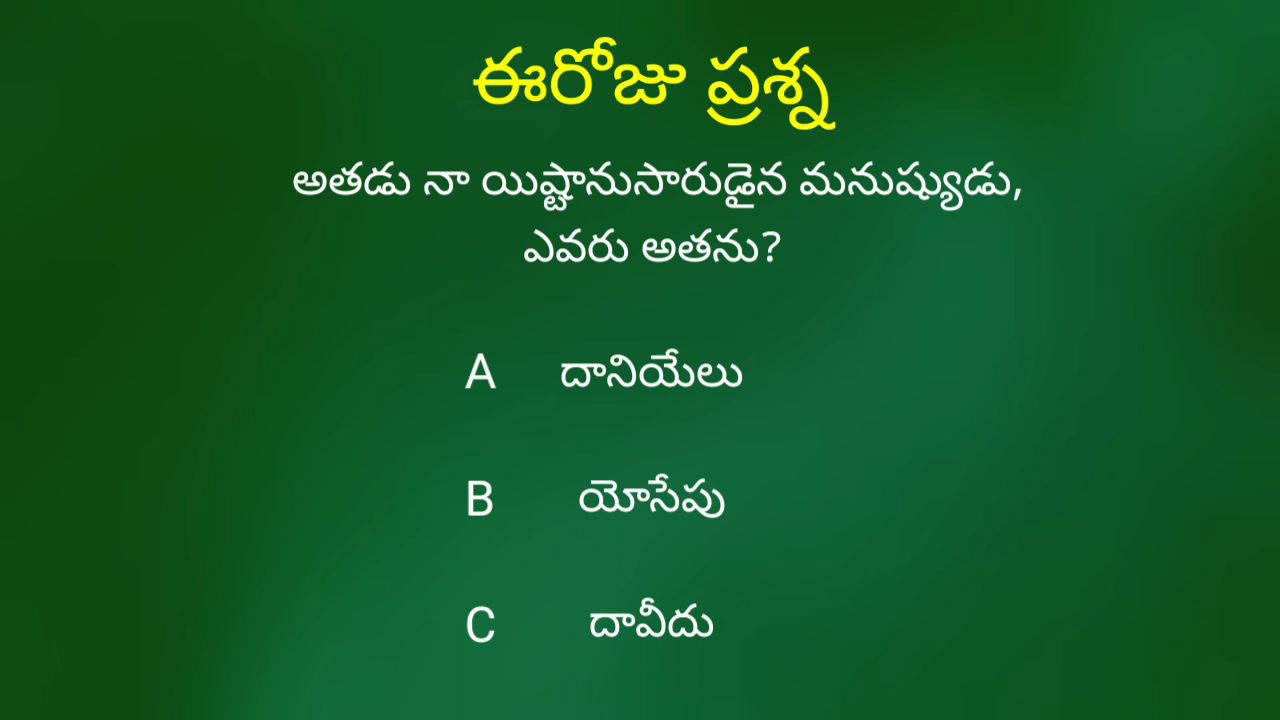 ఈరోజు ప్రశ్న
అతడు నా యిష్టానుసారుడైన మనుష్యుడు,
ఎవరు అతను?
A దానియేలు
B యోసేపు
C దావీదు